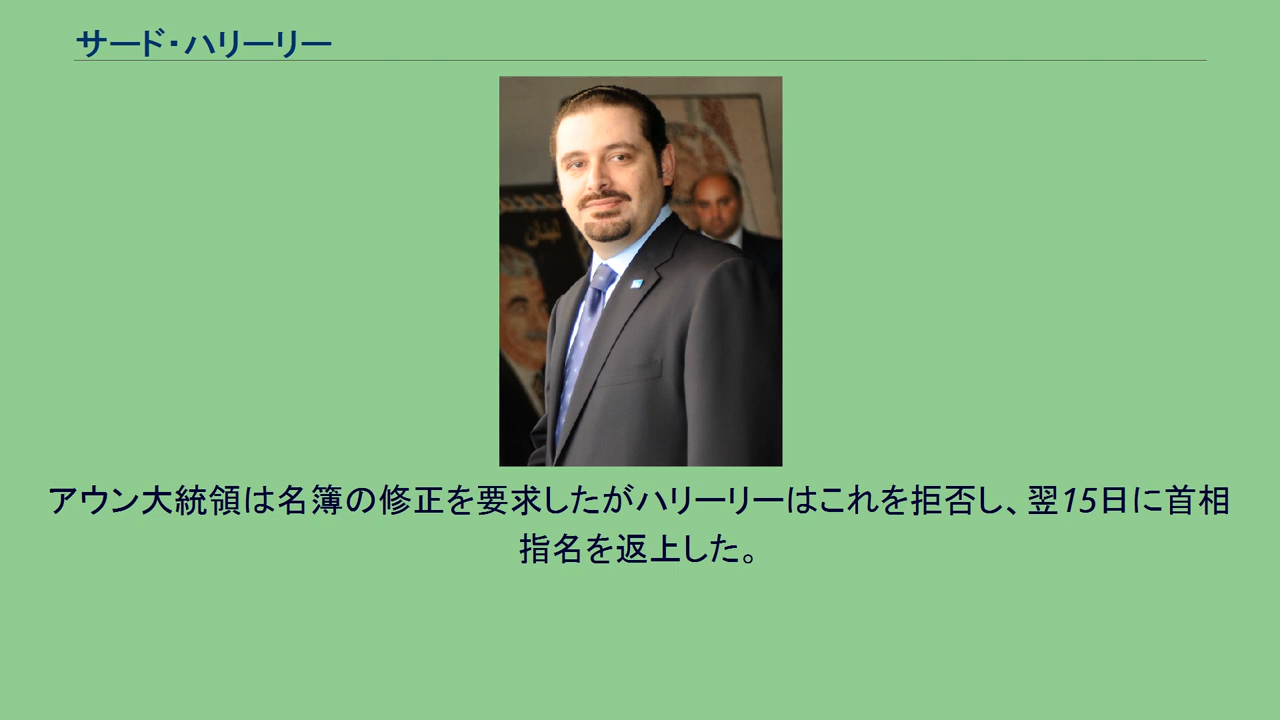 サード・ハリーリー
لبنان
アウン大統領は名簿の修正を要求したがハリーリーはこれを拒否し、翌15日に首相
指名を返上した。